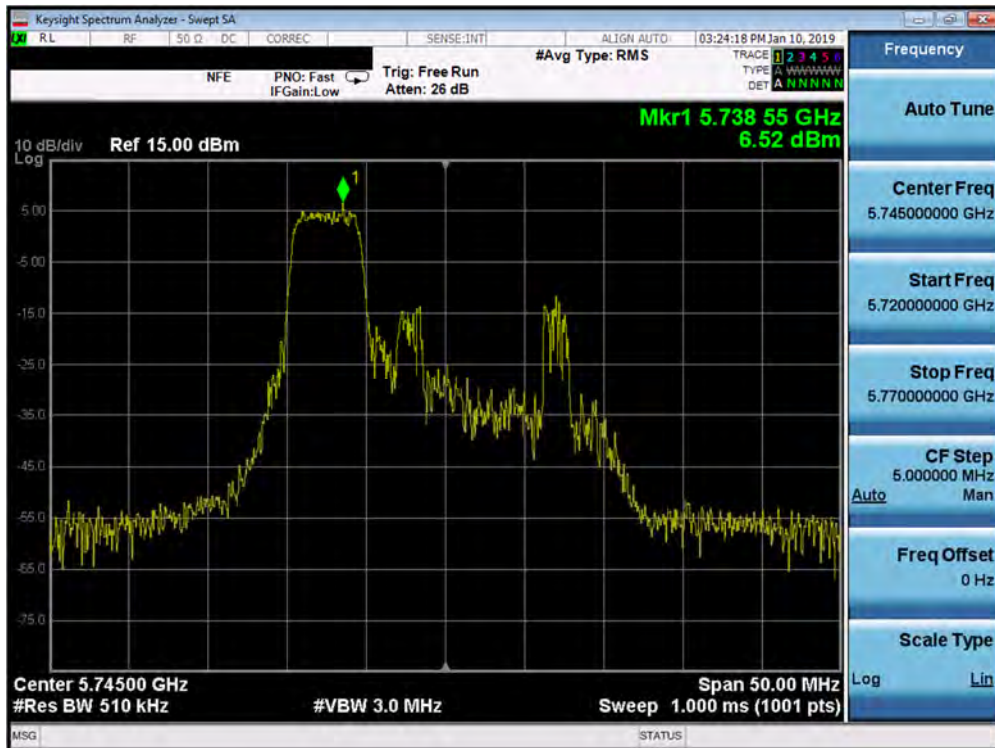 Keysight Spectrum Analyzer - Swept SA
LXI RL RF 50 Ω DC CORREC SENSE:INT ALIGN AUTO 03:24:18 PM Jan 10, 2019
#Avg Type: RMS TRACE 1 2 3 4 5 6
NFE PNO: Fast Trig: Free Run TYPE A WWWWW
IFGain:Low Atten: 26 dB DET A N N N N N
Mkr1 5.738 55 GHz
6.52 dBm
10 dB/div Ref 15.00 dBm
Log
1
5.00
-5.00
-15.0
-25.0
-35.0
-45.0
-55.0
-65.0
-75.0
Center 5.74500 GHz Span 50.00 MHz
#Res BW 510 kHz #VBW 3.0 MHz Sweep 1.000 ms (1001 pts)
MSG STATUS
Frequency
Auto Tune
Center Freq
5.745000000 GHz
Start Freq
5.720000000 GHz
Stop Freq
5.770000000 GHz
CF Step
5.000000 MHz
Auto Man
Freq Offset
0 Hz
Scale Type
Log Lin